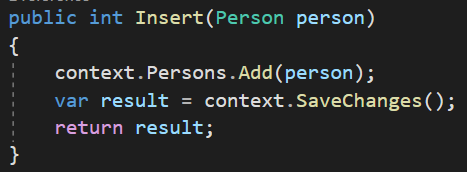 public int Insert(Person person)
{
    context.Persons.Add(person);
    var result = context.SaveChanges();
    return result;
}